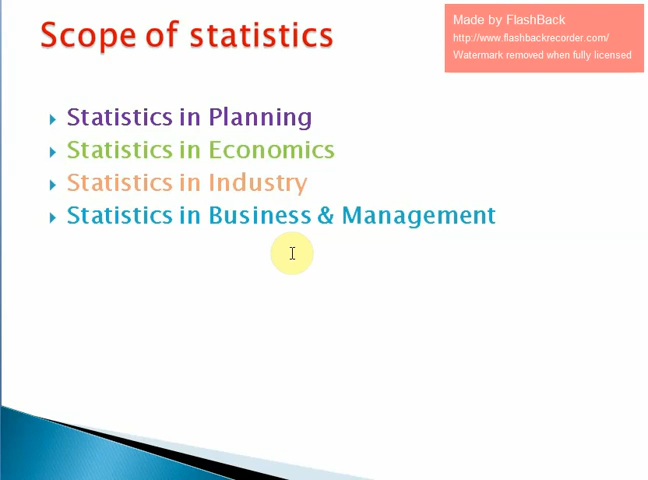 Scope of statistics
Made by FlashBack
http://www.flashbackrecorder.com/
Watermark removed when fully licensed
Statistics in Planning
Statistics in Economics
Statistics in Industry
Statistics in Business & Management